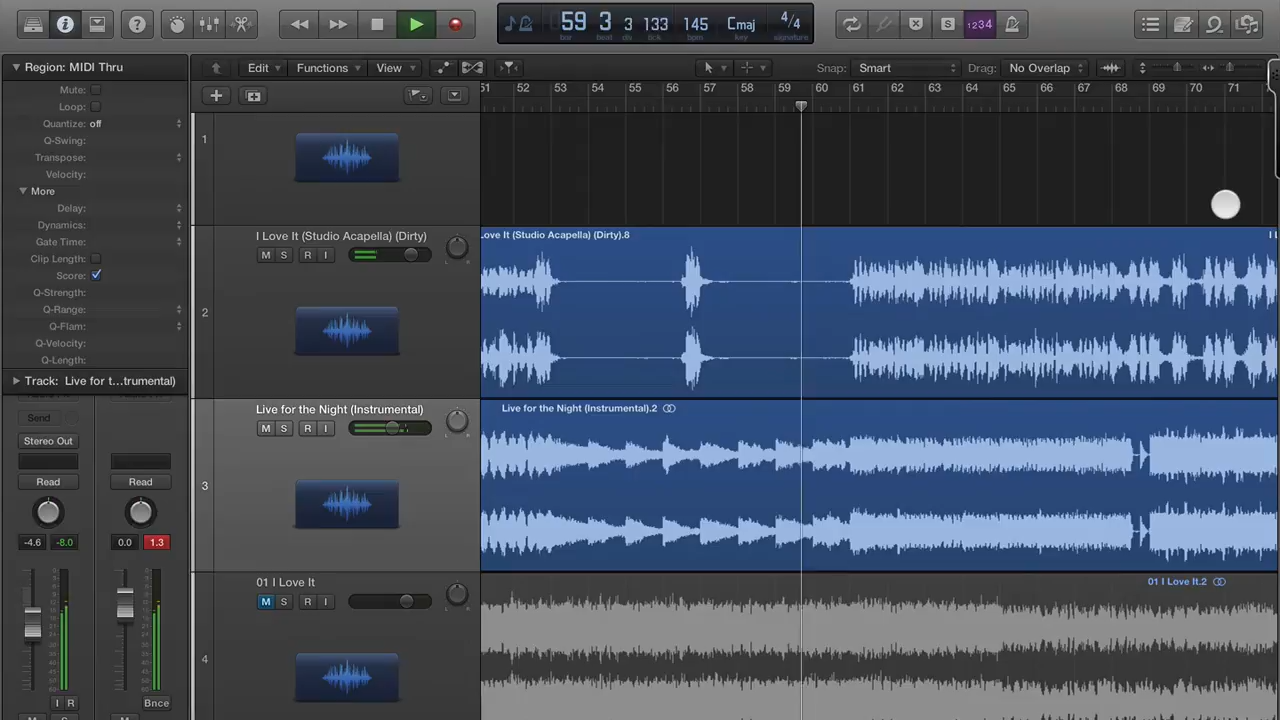 59 3 3 133 145 Cmaj 4/4
bar beat div tick bpm key signature
1234
Region: MIDI Thru
Edit Functions View
Snap: Smart Drag: No Overlap
51 52 53 54 55 56 57 58 60 61 62 63 64 65 66 67 68 69 70 71
Mute:
Loop:
Quantize: off
Q-Swing:
Transpose:
Velocity:
More
Delay:
Dynamics:
Gate Time:
Clip Length:
Score:
Q-Strength:
Q-Range:
Q-Flam:
Q-Velocity:
Q-Length:
Track: Live for t...trumental)
Send
Stereo Out
Read Read
-4.6 -8.0 0.0 1.3
I R Bnce
M S M
1
I Love It (Studio Acapella) (Dirty)
M S R I
L R
2
Love It (Studio Acapella) (Dirty).8
I L
Live for the Night (Instrumental)
M S R I
L R
3
Live for the Night (Instrumental).2
01 I Love It
M S R I
L R
4
01 I Love It.2